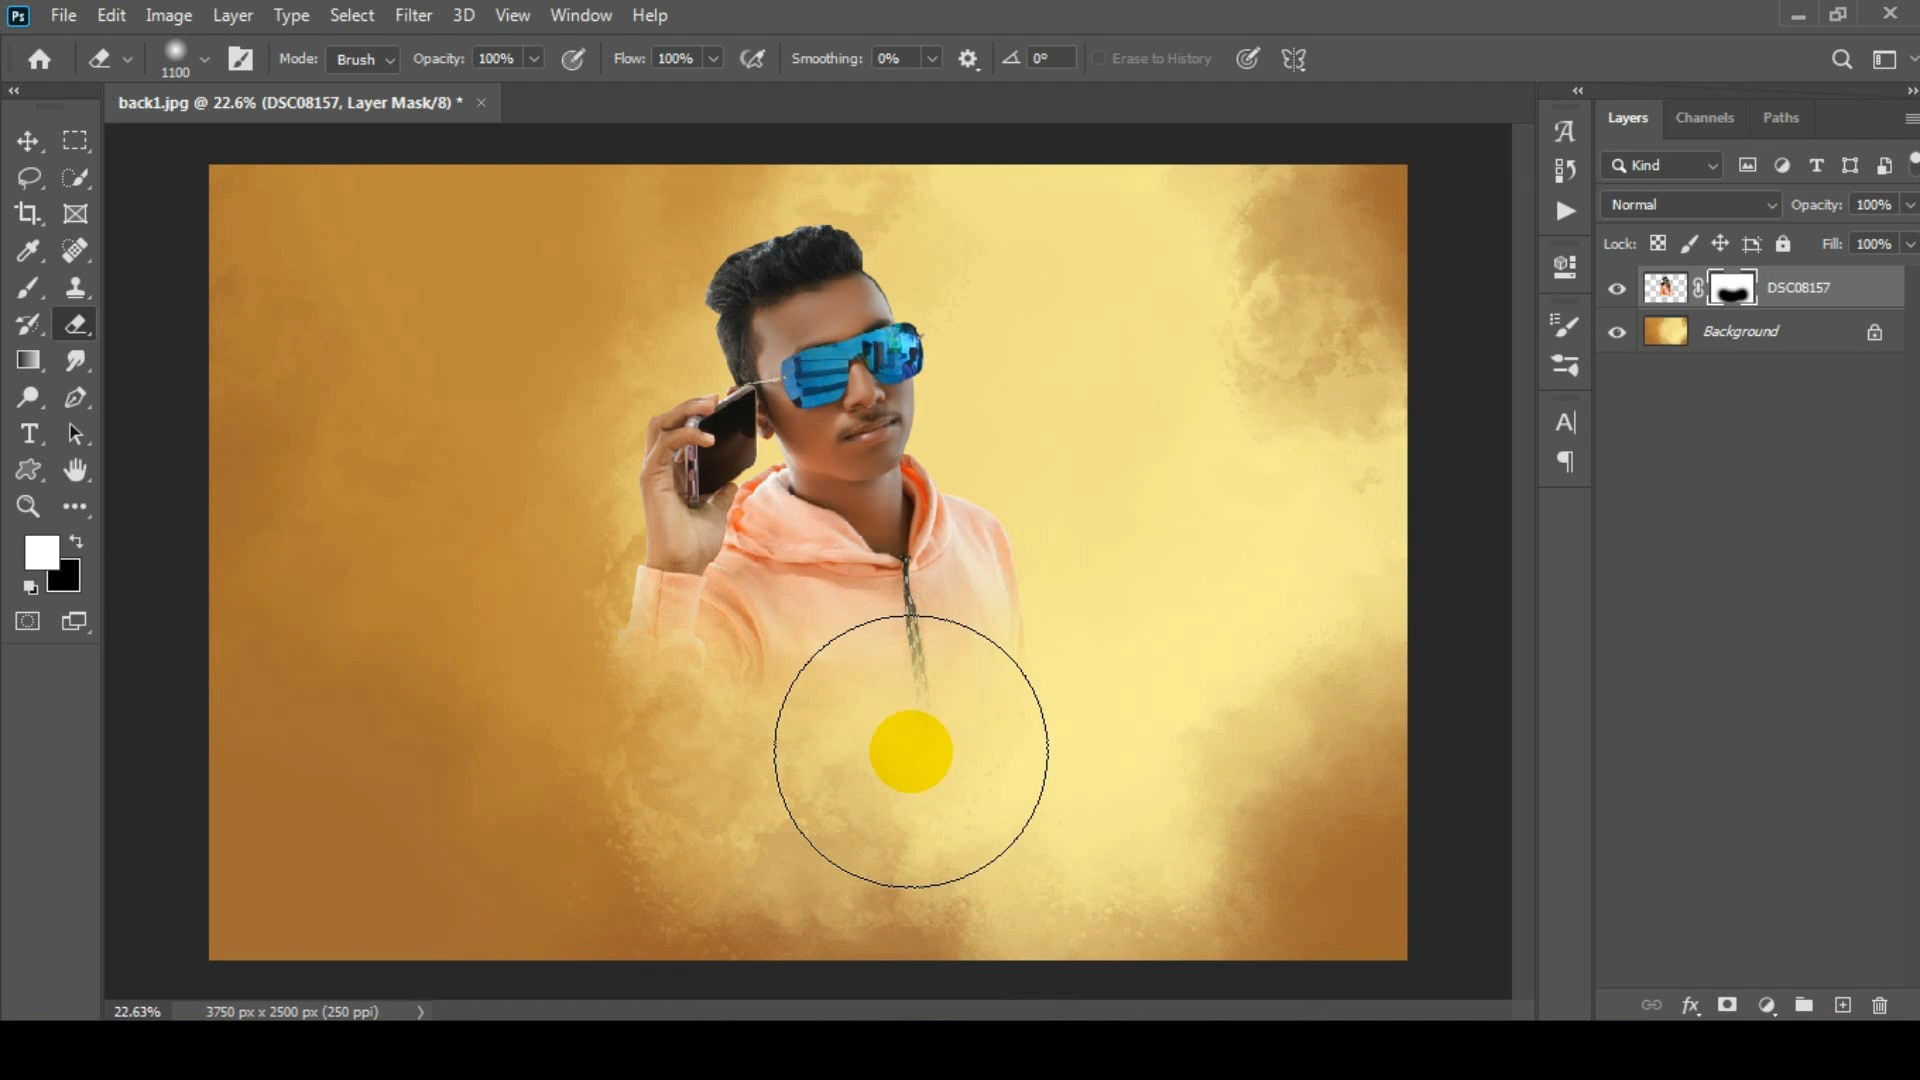 Ps File Edit Image Layer Type Select Filter 3D View Window Help
1100 Mode: Brush Opacity: 100% Flow: 100% Smoothing: 0% 0° Erase to History
back1.jpg @ 22.6% (DSC08157, Layer Mask/8) * ×
Layers Channels Paths
Kind
Normal Opacity: 100%
Lock: Fill: 100%
DSC08157
Background
22.63% 3750 px x 2500 px (250 ppi)